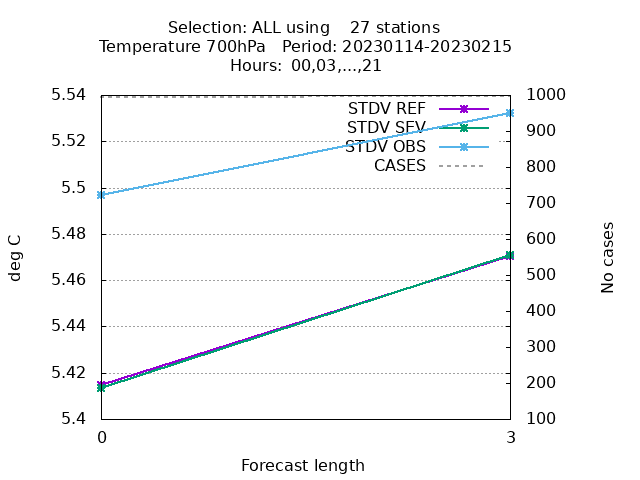 Selection: ALL using    27 stations
Temperature 700hPa   Period: 20230114-20230215
Hours:  00,03,...,21
5.54
5.52
5.5
5.48
5.46
5.44
5.42
5.4
deg C
STDV REF
STDV SEV
STDV OBS
CASES
1000
900
800
700
600
500
400
300
200
100
No cases
0
3
Forecast length